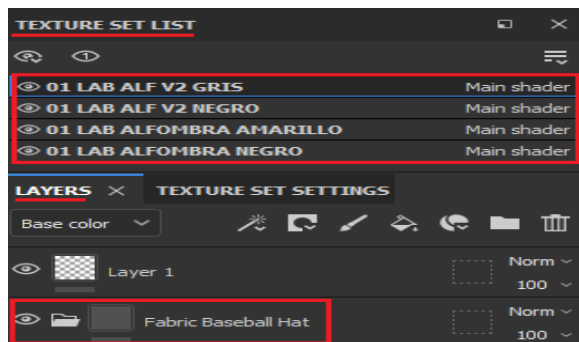 TEXTURE SET LIST
01 LAB ALF V2 GRIS Main shader
01 LAB ALF V2 NEGRO Main shader
01 LAB ALFOMBRA AMARILLO Main shader
01 LAB ALFOMBRA NEGRO Main shader
LAYERS TEXTURE SET SETTINGS
Base color
Layer 1 Norm
100
Fabric Baseball Hat Norm
100